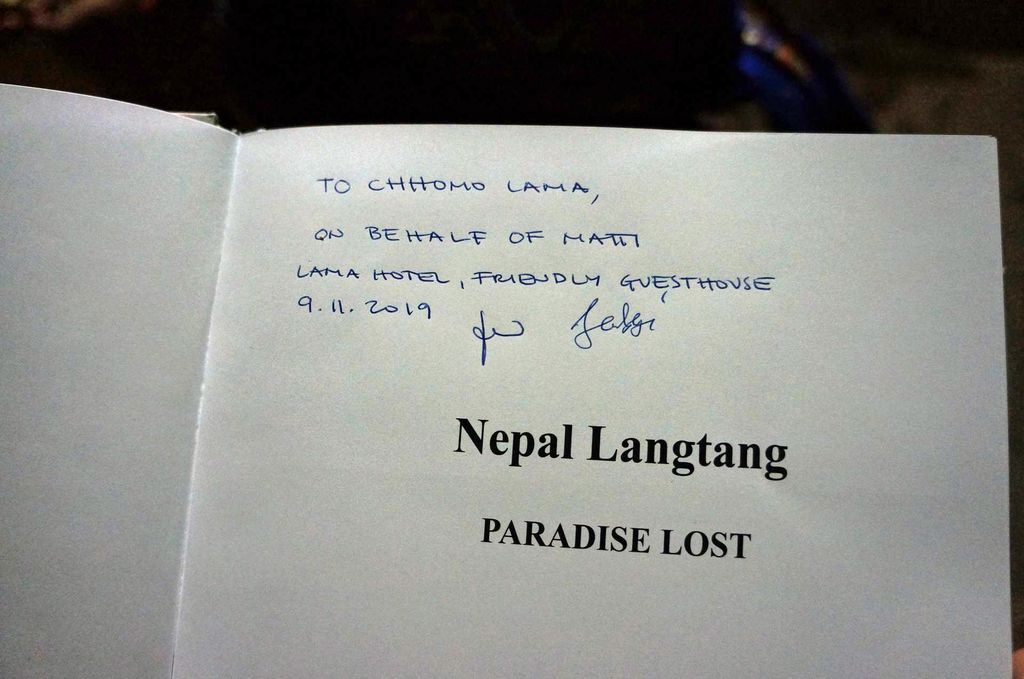 TO CHHOMO LAMA,
ON BEHALF OF MATTI
LAMA HOTEL, FRIENDLY GUESTHOUSE
9.11.2019
Nepal Langtang
PARADISE LOST